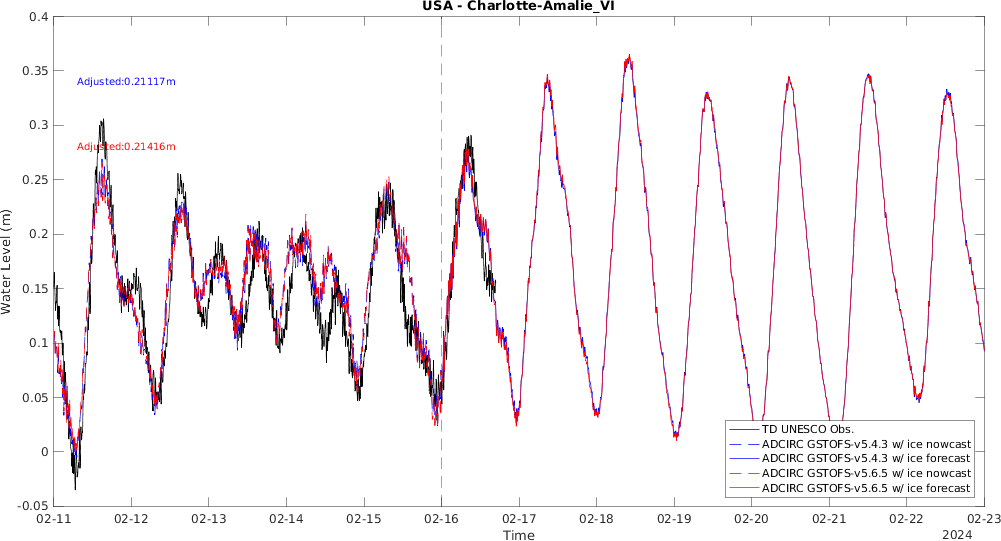 USA - Charlotte-Amalie_VI
0.4
0.35
0.3
0.25
0.2
0.15
0.1
0.05
0
-0.05
Water Level (m)
Adjusted:0.21117m
Adjusted:0.21416m
TD UNESCO Obs.
ADCIRC GSTOFS-v5.4.3 w/ ice nowcast
ADCIRC GSTOFS-v5.4.3 w/ ice forecast
ADCIRC GSTOFS-v5.6.5 w/ ice nowcast
ADCIRC GSTOFS-v5.6.5 w/ ice forecast
02-11 02-12 02-13 02-14 02-15 02-16 02-17 02-18 02-19 02-20 02-21 02-22 02-23
Time
2024